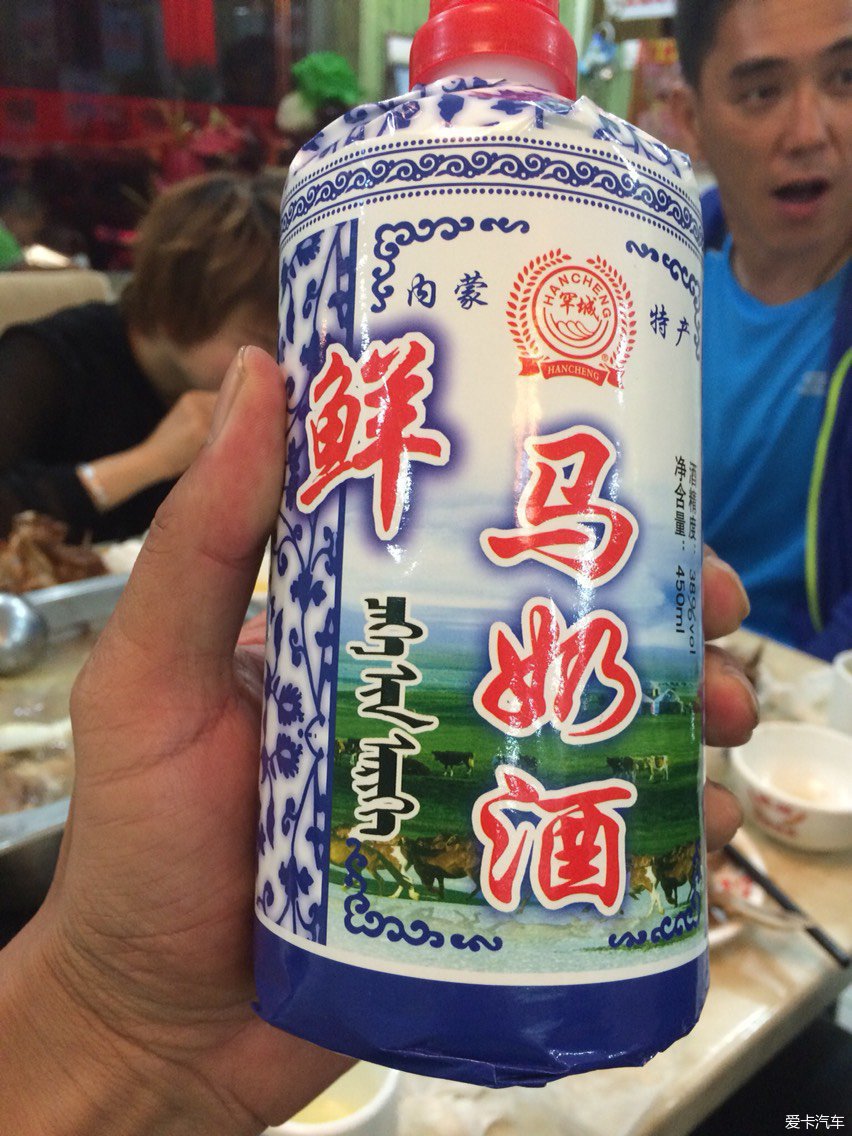 内蒙
特产
HANCHENG
罕城
®
HANCHENG
鲜
马奶酒
酒精度：38%vol
净含量：450ml
爱卡汽车